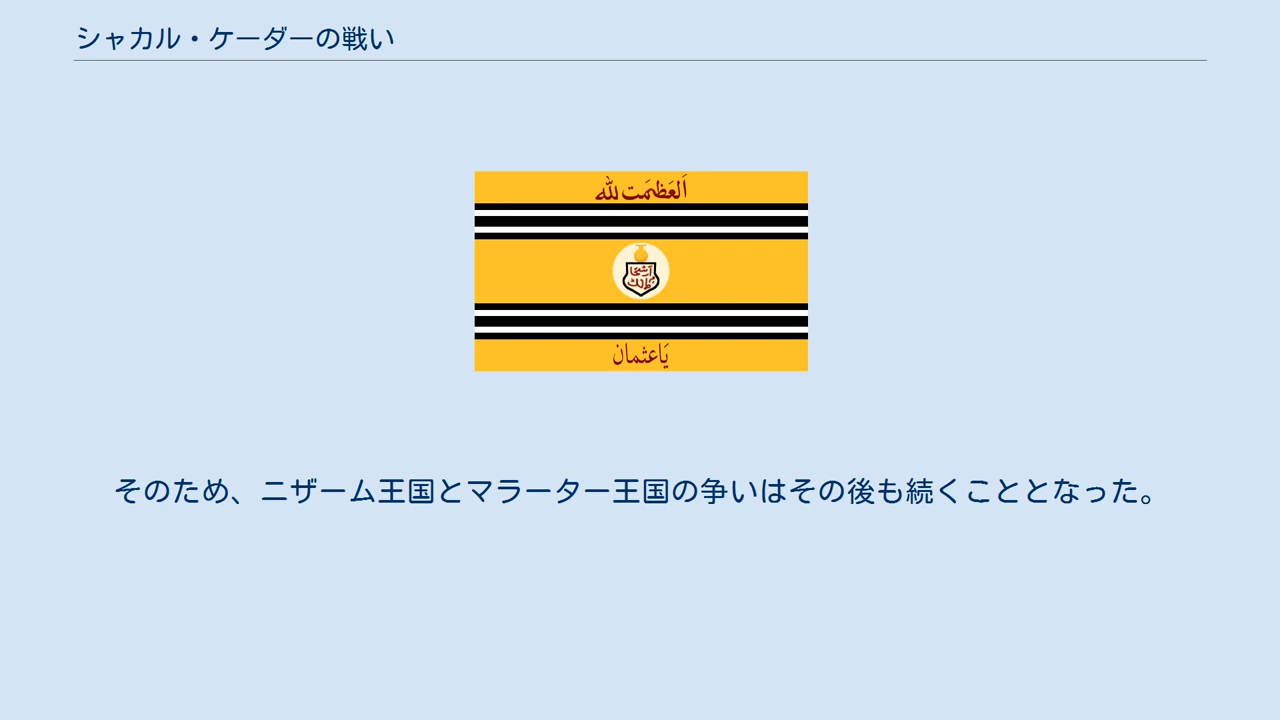 シャカル・ケーダーの戦い
اَلعَظمَت لله
يَاعثمان
そのため、ニザーム王国とマラーター王国の争いはその後も続くこととなった。